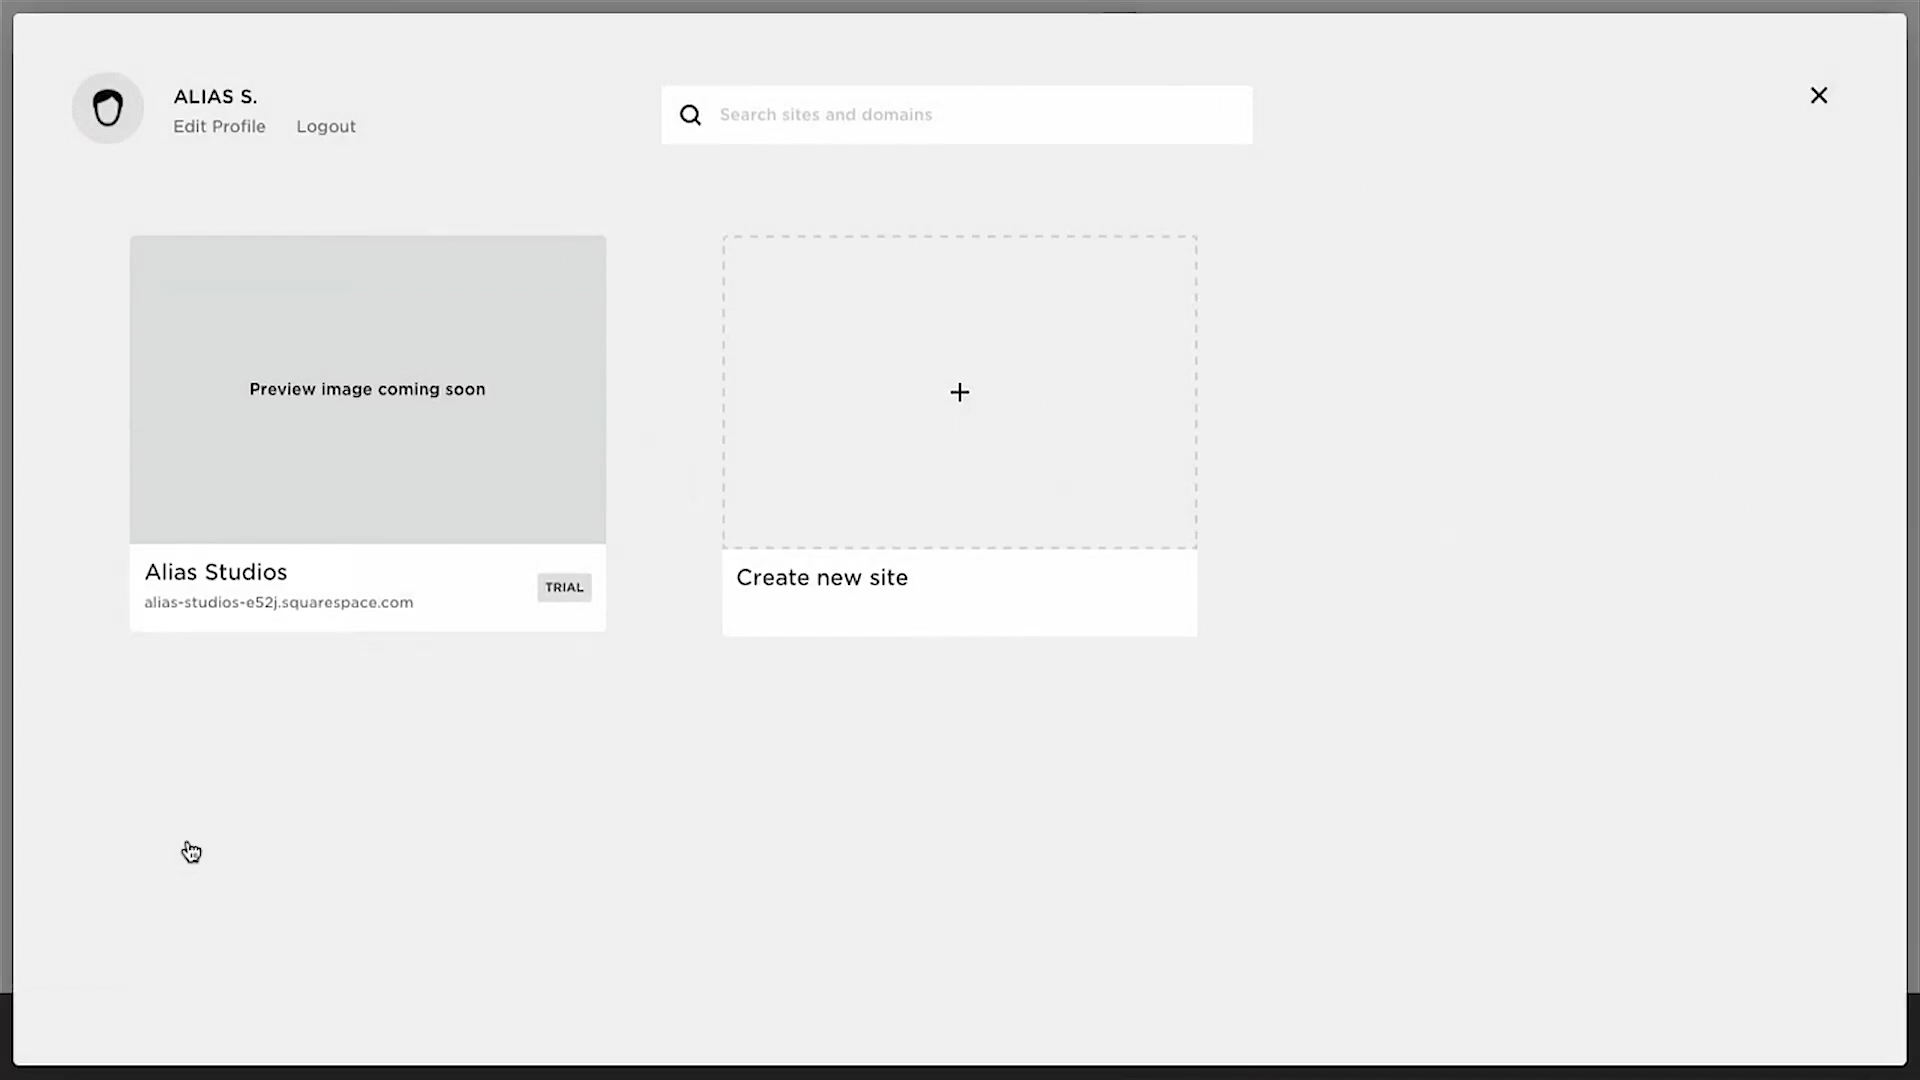 ALIAS S.
Edit Profile Logout
Search sites and domains
Preview image coming soon
Alias Studios
alias-studios-e52j.squarespace.com
TRIAL
Create new site